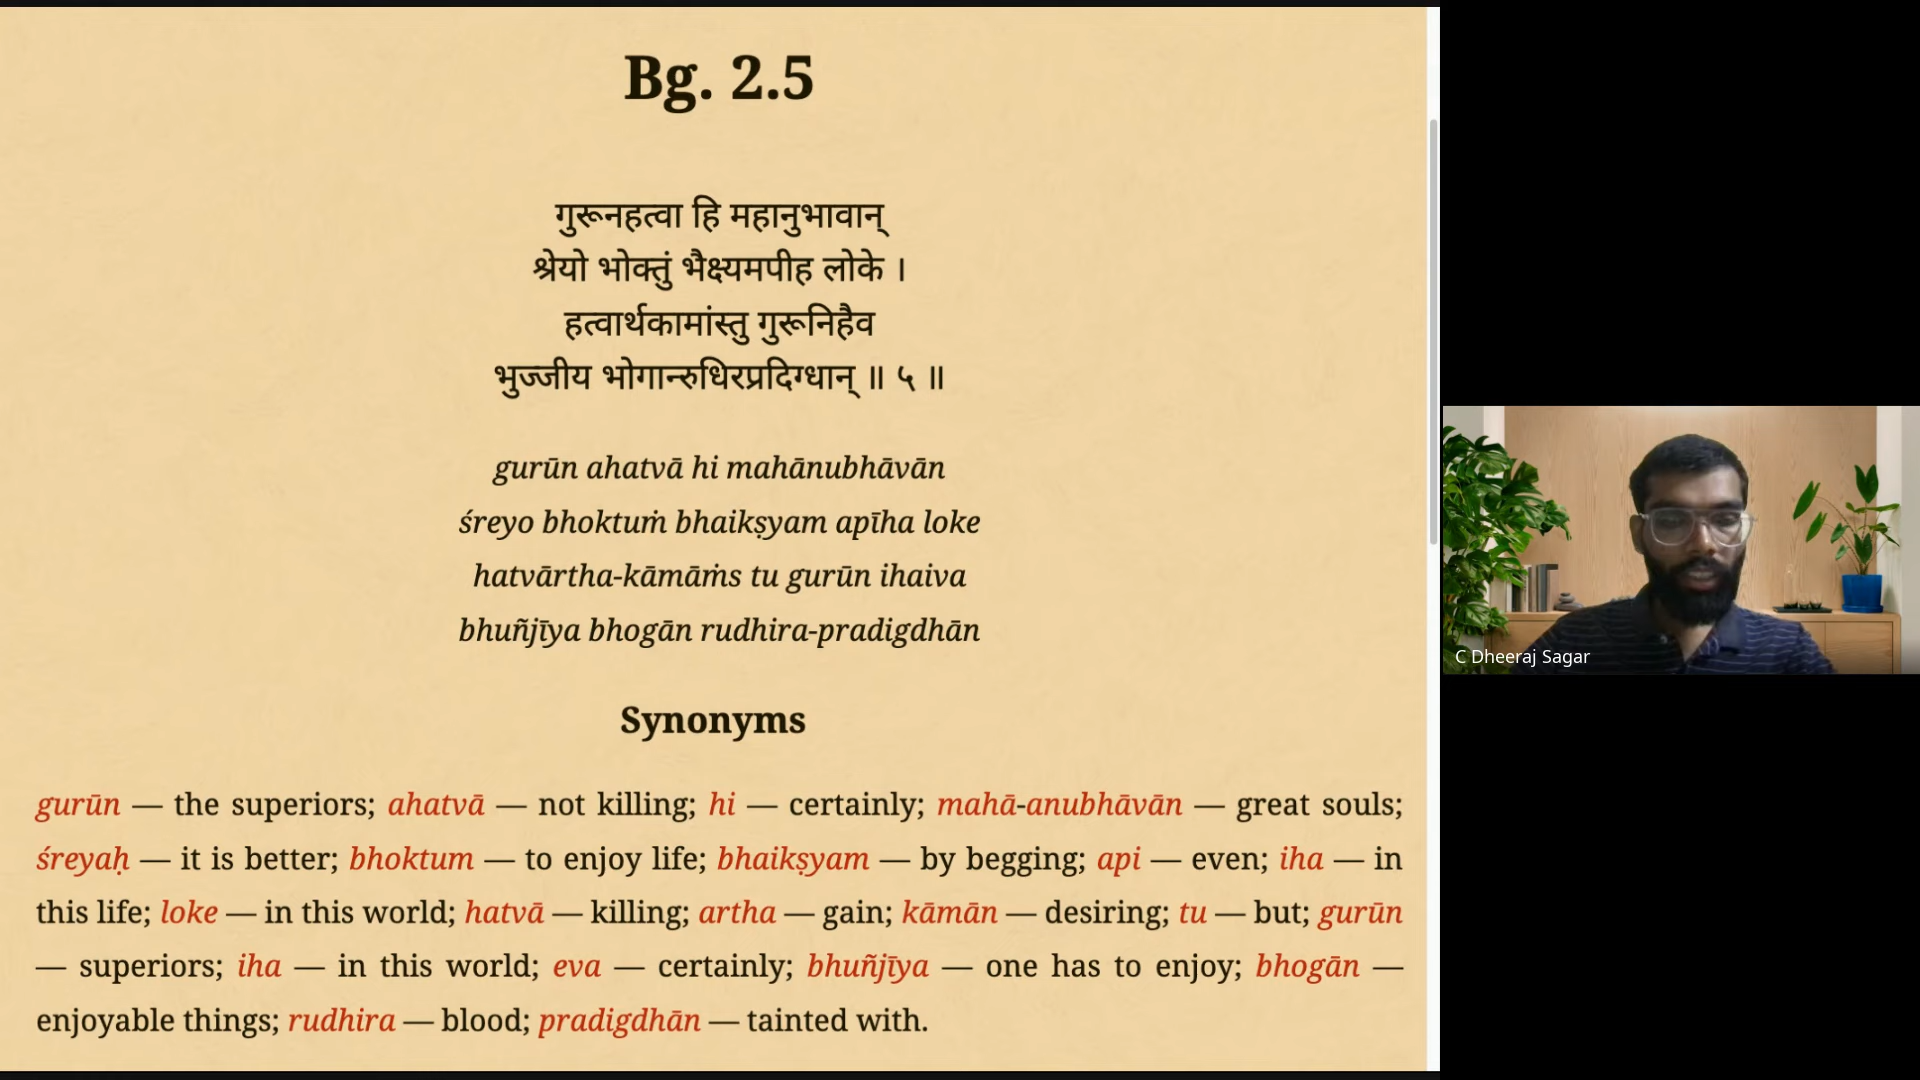 Bg. 2.5
गुरूनहत्वा हि महानुभावान्
श्रेयो भोक्तुं भैक्ष्यमपीह लोके ।
हत्वार्थकामांस्तु गुरूनिहैव
भुज्जीय भोगान्रुधिरप्रदिग्धान् ॥ ५ ॥
gurūn ahatvā hi mahānubhāvān
śreyo bhoktuṁ bhaikṣyam apīha loke
hatvārtha-kāmāṁs tu gurūn ihaiva
bhuñjīya bhogān rudhira-pradigdhān
Synonyms
gurūn — the superiors; ahatvā — not killing; hi — certainly; mahā-anubhāvān — great souls;
śreyaḥ — it is better; bhoktum — to enjoy life; bhaikṣyam — by begging; api — even; iha — in
this life; loke — in this world; hatvā — killing; artha — gain; kāmān — desiring; tu — but; gurūn
— superiors; iha — in this world; eva — certainly; bhuñjīya — one has to enjoy; bhogān —
enjoyable things; rudhira — blood; pradigdhān — tainted with.
C Dheeraj Sagar